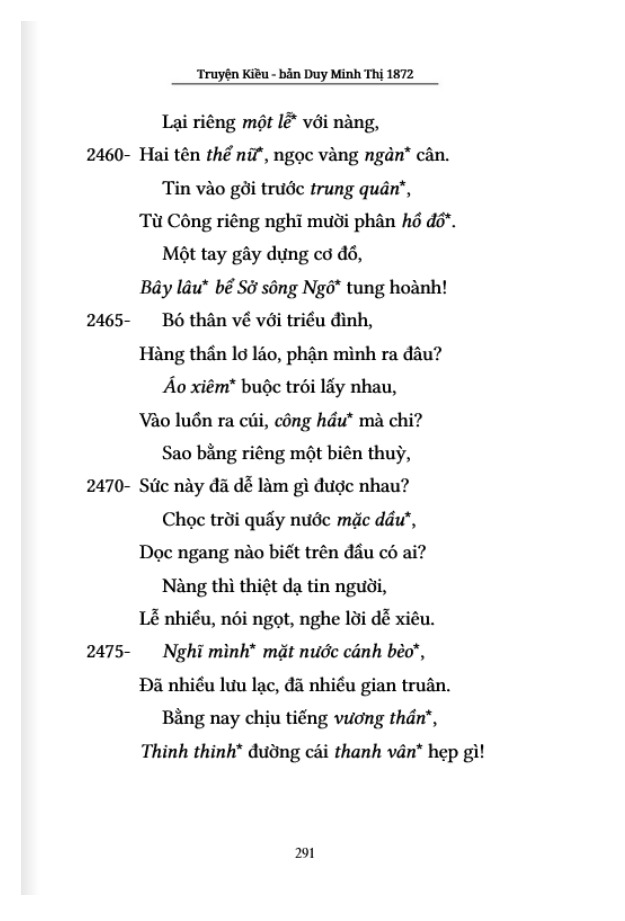 Truyện Kiều - bản Duy Minh Thị 1872
Lại riêng một lễ* với nàng,
2460- Hai tên thể nữ*, ngọc vàng ngàn* cân.
Tin vào gởi trước trung quân*,
Từ Công riêng nghĩ mười phân hồ đồ*.
Một tay gây dựng cơ đồ,
Bây lâu* bể Sở sông Ngô* tung hoành!
2465- Bó thân về với triều đình,
Hàng thần lơ láo, phận mình ra đâu?
Áo xiêm* buộc trói lấy nhau,
Vào luồn ra cúi, công hầu* mà chi?
Sao bằng riêng một biên thuỳ,
2470- Sức này đã dễ làm gì được nhau?
Chọc trời quấy nước mặc dầu*,
Dọc ngang nào biết trên đầu có ai?
Nàng thì thiệt dạ tin người,
Lễ nhiều, nói ngọt, nghe lời dễ xiêu.
2475- Nghĩ mình* mặt nước cánh bèo*,
Đã nhiều lưu lạc, đã nhiều gian truân.
Bằng nay chịu tiếng vương thần*,
Thinh thinh* đường cái thanh vân* hẹp gì!
291